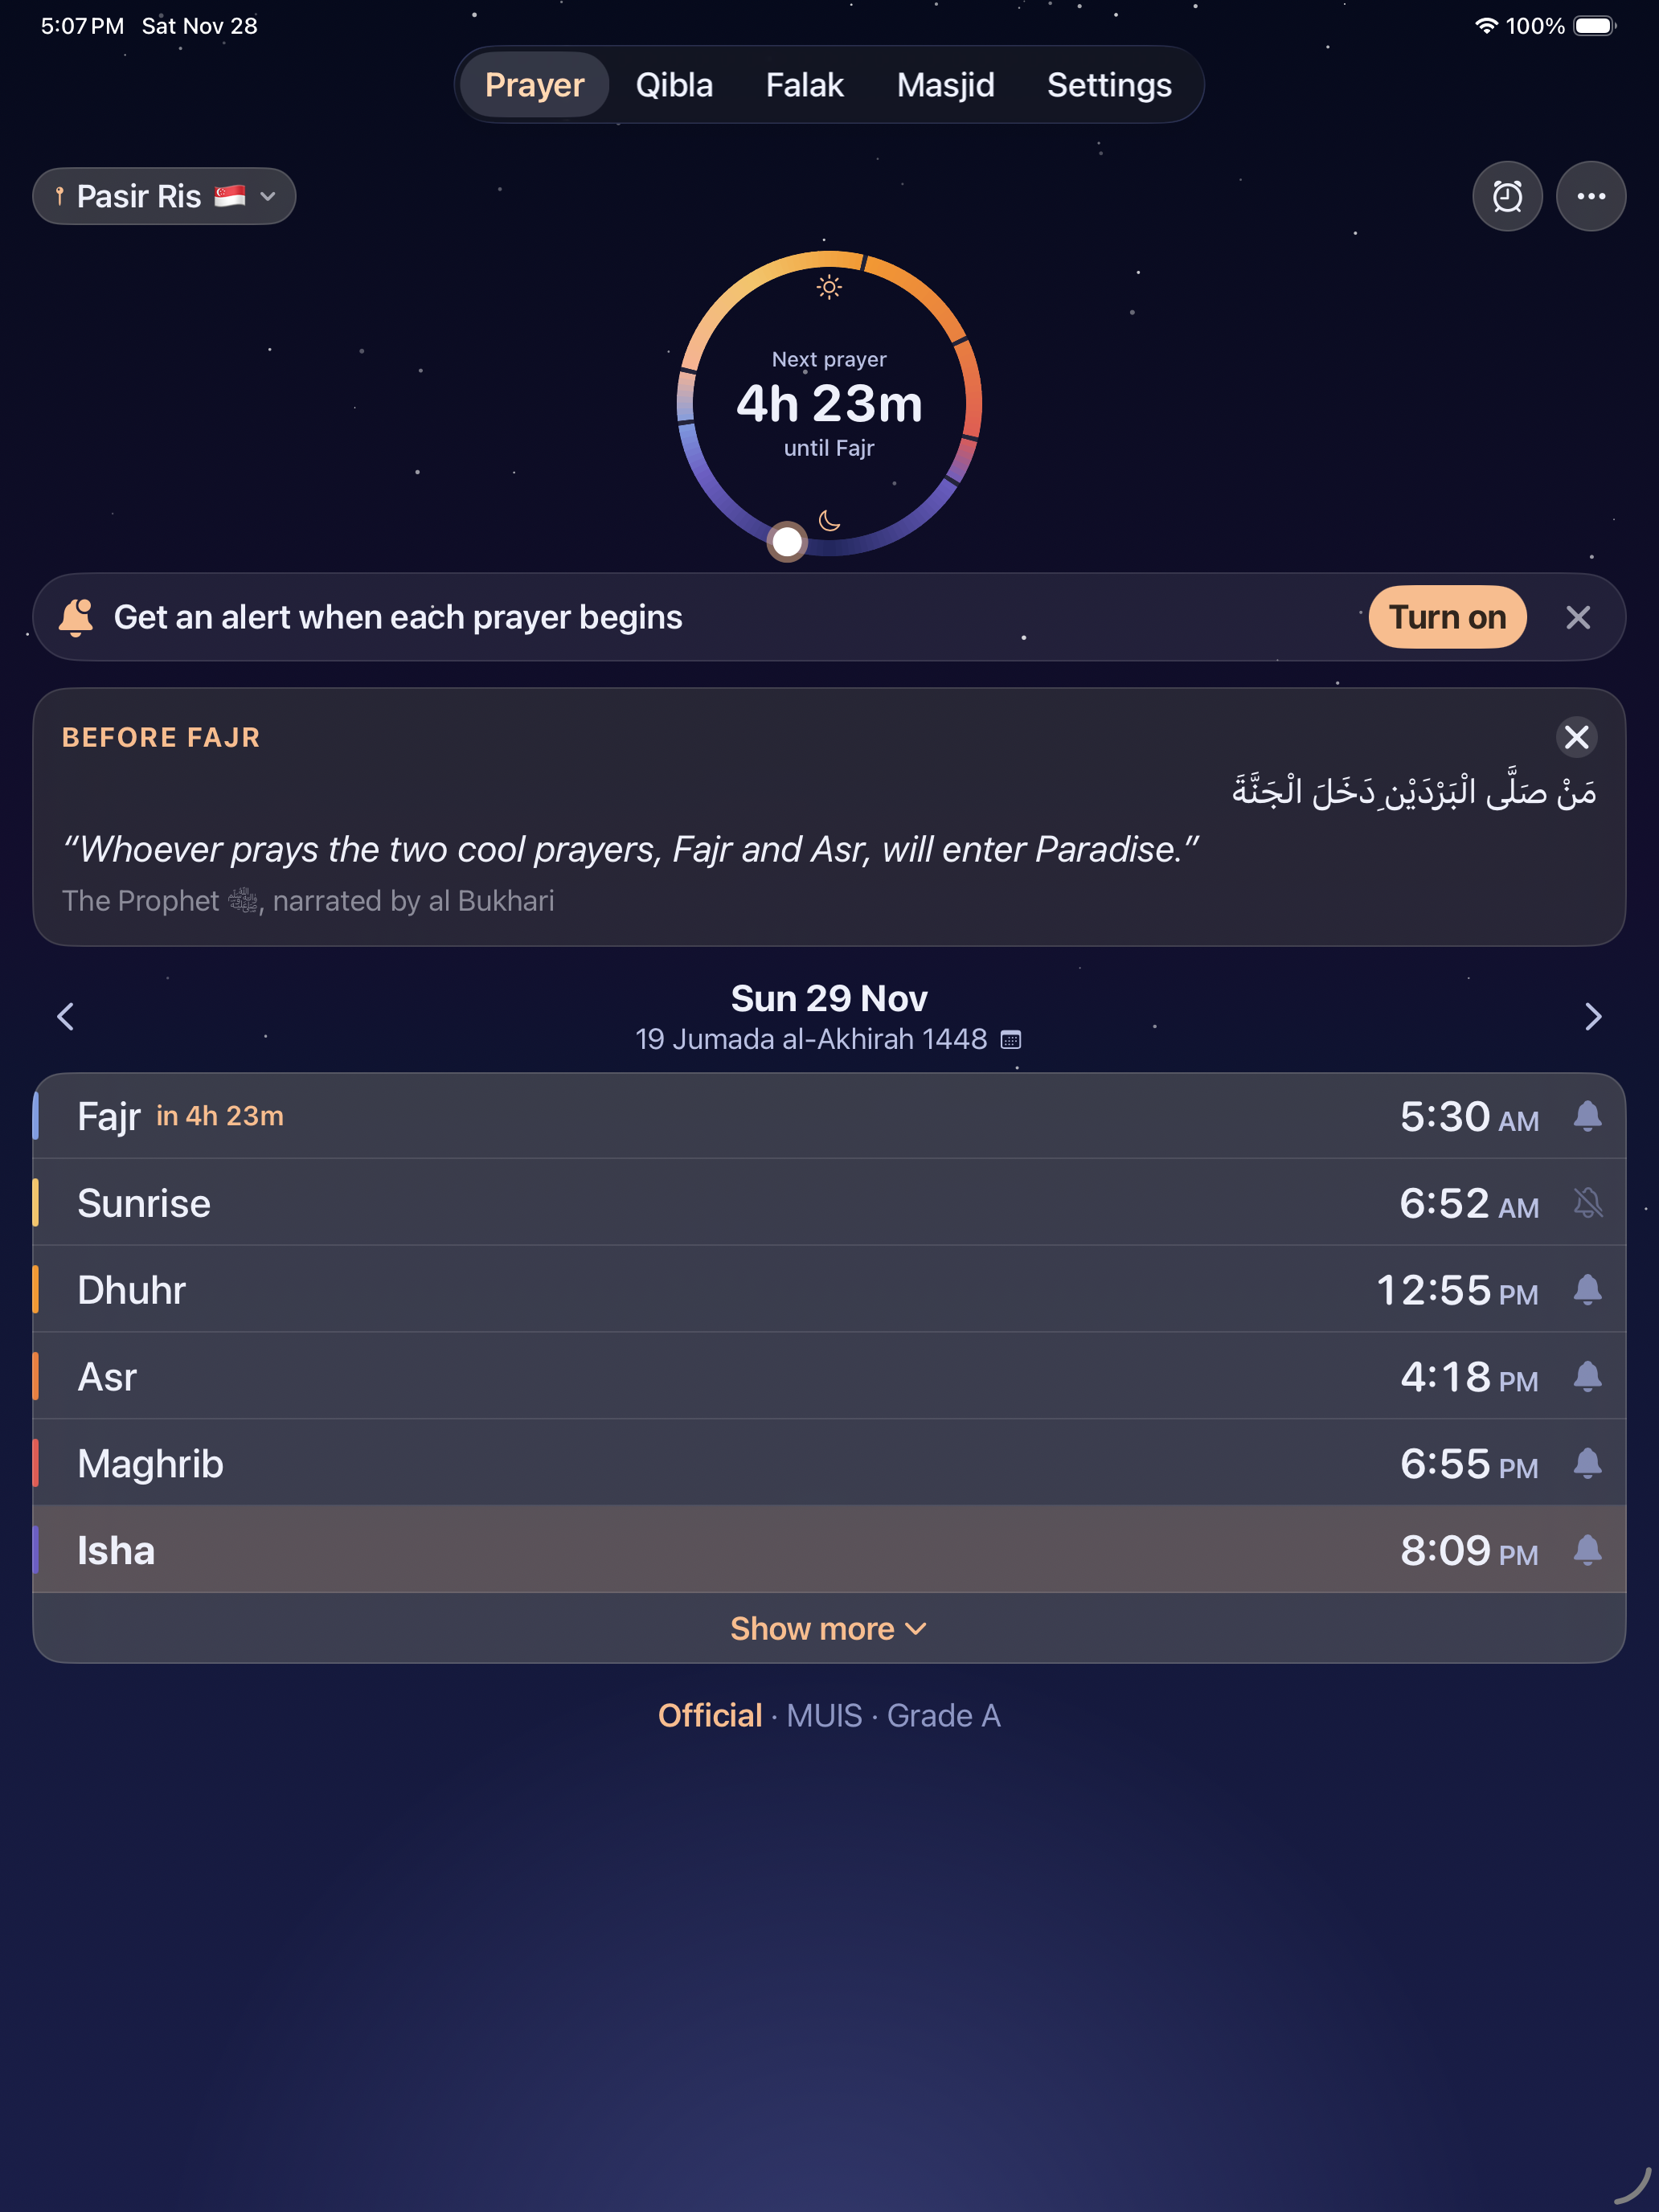 5:07 PM Sat Nov 28 100%
Prayer Qibla Falak Masjid Settings
Pasir Ris 🇸🇬
Next prayer
4h 23m
until Fajr
Get an alert when each prayer begins Turn on
BEFORE FAJR
مَنْ صَلَّى الْبَرْدَيْنِ دَخَلَ الْجَنَّةَ
“Whoever prays the two cool prayers, Fajr and Asr, will enter Paradise.”
The Prophet ﷺ, narrated by al Bukhari
Sun 29 Nov
19 Jumada al-Akhirah 1448
Fajr in 4h 23m 5:30 AM
Sunrise 6:52 AM
Dhuhr 12:55 PM
Asr 4:18 PM
Maghrib 6:55 PM
Isha 8:09 PM
Show more
Official · MUIS · Grade A